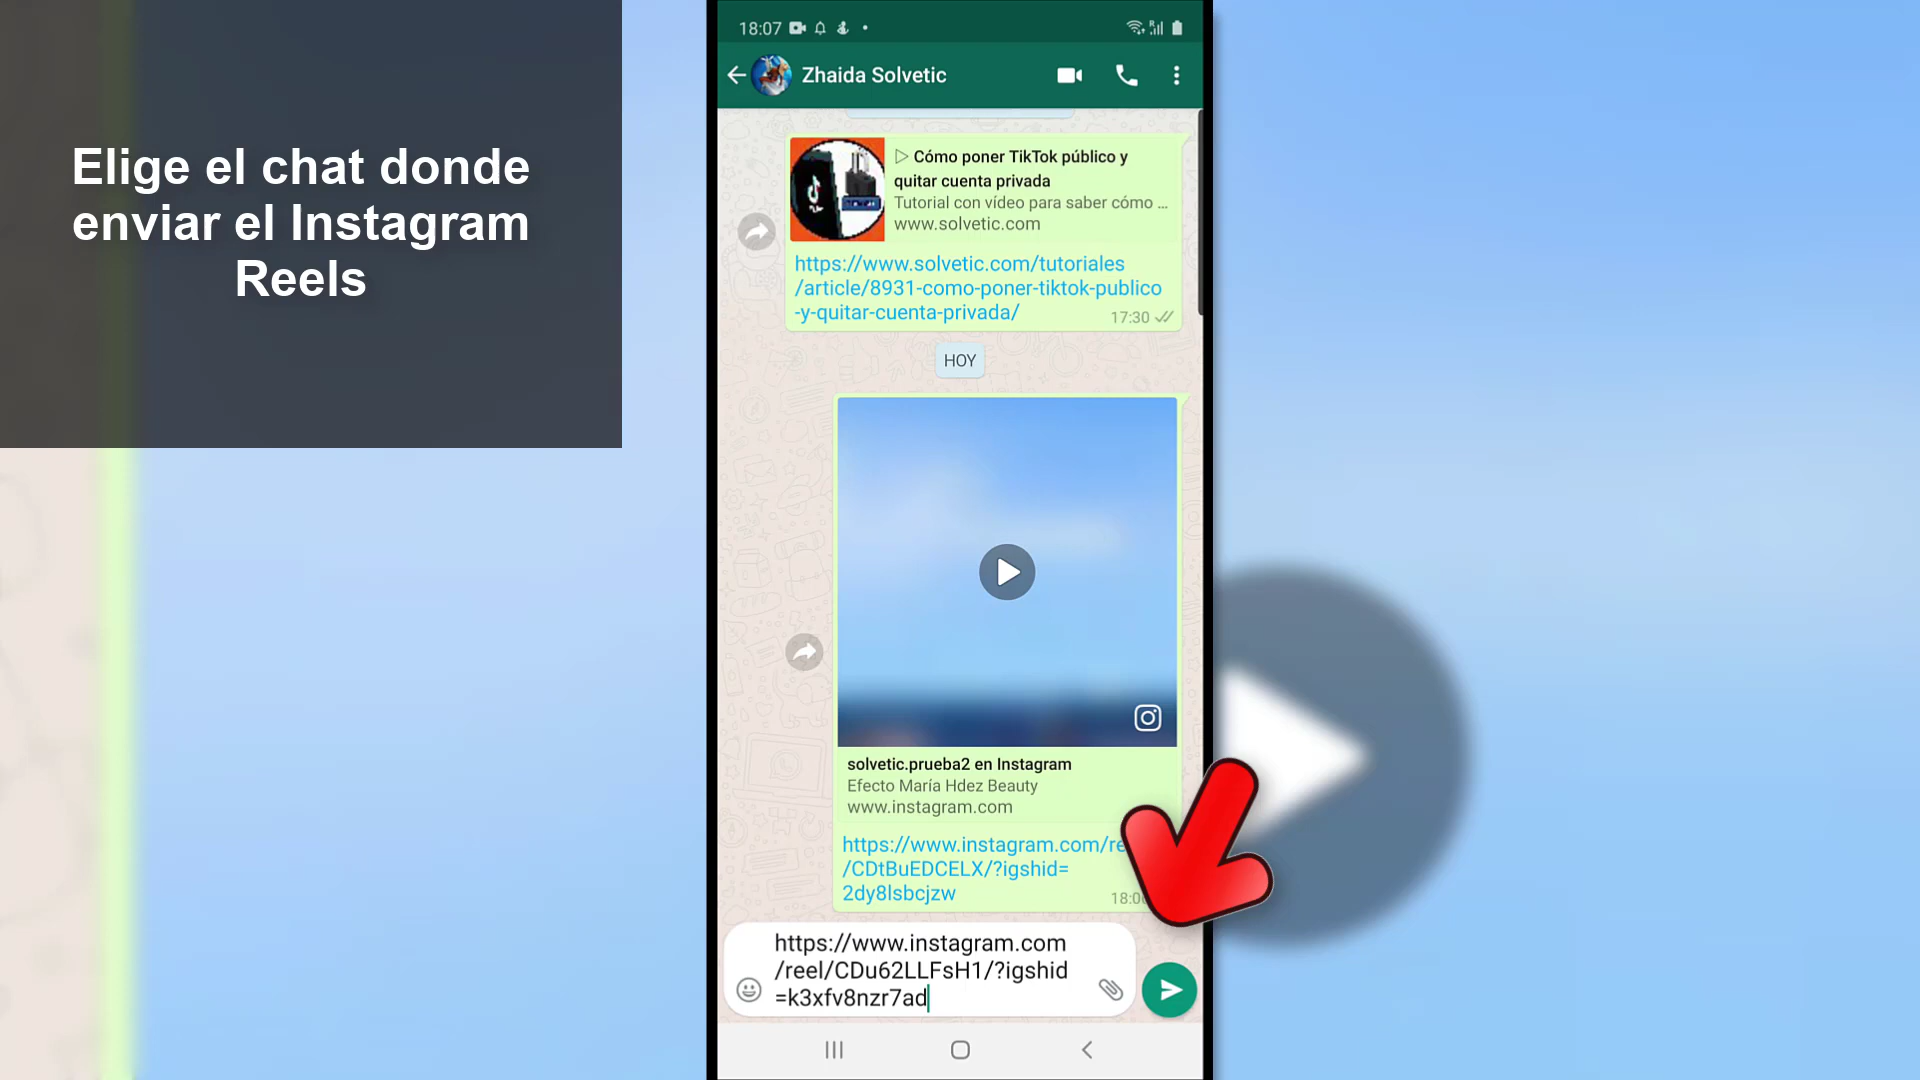 Elige el chat donde
enviar el Instagram
Reels
18:07
Zhaida Solvetic
▷ Cómo poner TikTok público y
quitar cuenta privada
Tutorial con vídeo para saber cómo ...
www.solvetic.com
https://www.solvetic.com/tutoriales
/article/8931-como-poner-tiktok-publico
-y-quitar-cuenta-privada/
17:30
HOY
solvetic.prueba2 en Instagram
Efecto María Hdez Beauty
www.instagram.com
https://www.instagram.com/re
/CDtBuEDCELX/?igshid=
2dy8lsbcjzw
https://www.instagram.com
/reel/CDu62LLFsH1/?igshid
=k3xfv8nzr7ad